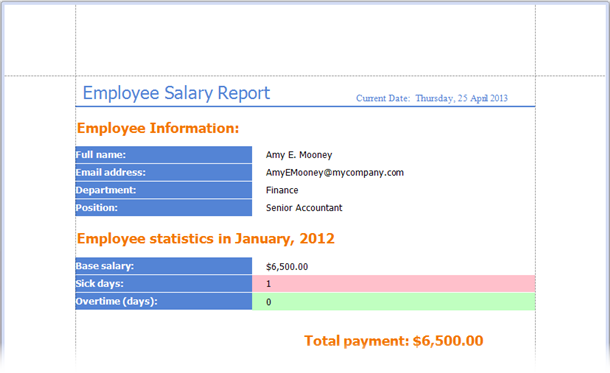 Employee Salary Report Current Date: Thursday, 25 April 2013
Employee Information:
Full name: Amy E. Mooney
Email address: AmyEMooney@mycompany.com
Department: Finance
Position: Senior Accountant
Employee statistics in January, 2012
Base salary: $6,500.00
Sick days: 1
Overtime (days): 0
Total payment: $6,500.00